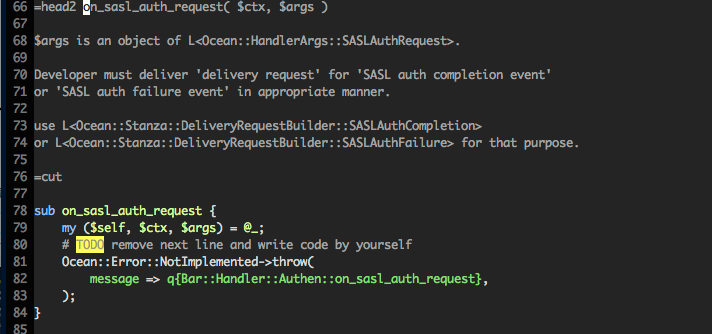 66 =head2 on_sasl_auth_request( $ctx, $args )
67
68 $args is an object of L<Ocean::HandlerArgs::SASLAuthRequest>.
69
70 Developer must deliver 'delivery request' for 'SASL auth completion event'
71 or 'SASL auth failure event' in appropriate manner.
72
73 use L<Ocean::Stanza::DeliveryRequestBuilder::SASLAuthCompletion>
74 or L<Ocean::Stanza::DeliveryRequestBuilder::SASLAuthFailure> for that purpose.
75
76 =cut
77
78 sub on_sasl_auth_request {
79     my ($self, $ctx, $args) = @_;
80     # TODO remove next line and write code by yourself
81     Ocean::Error::NotImplemented->throw(
82         message => q{Bar::Handler::Authen::on_sasl_auth_request},
83     );
84 }
85